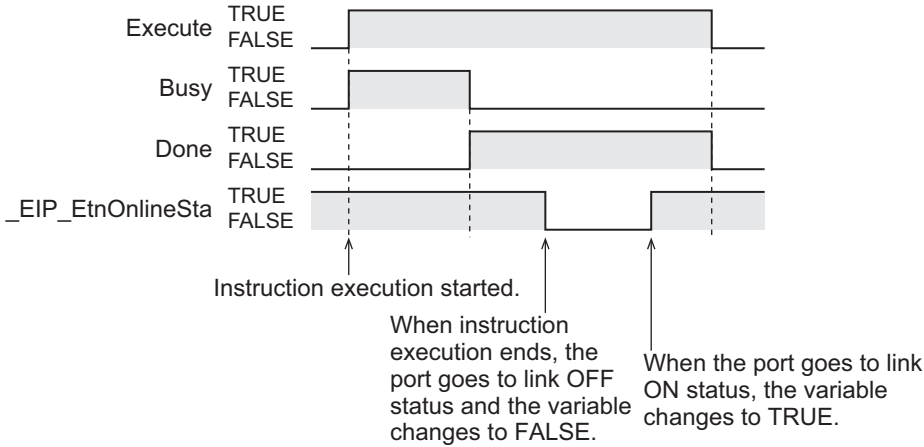 Execute TRUE
FALSE
Busy TRUE
FALSE
Done TRUE
FALSE
_EIP_EtnOnlineSta TRUE
FALSE
Instruction execution started.
When instruction
execution ends, the
port goes to link OFF
status and the variable
changes to FALSE.
When the port goes to link
ON status, the variable
changes to TRUE.